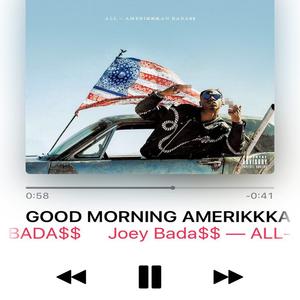 ALL - AMERIKKKAN BADA$$
PARENTAL
ADVISORY
EXPLICIT CONTENT
0:58
-0:41
GOOD MORNING AMERIKKKA
BADA$$ Joey Bada$$ — ALL-